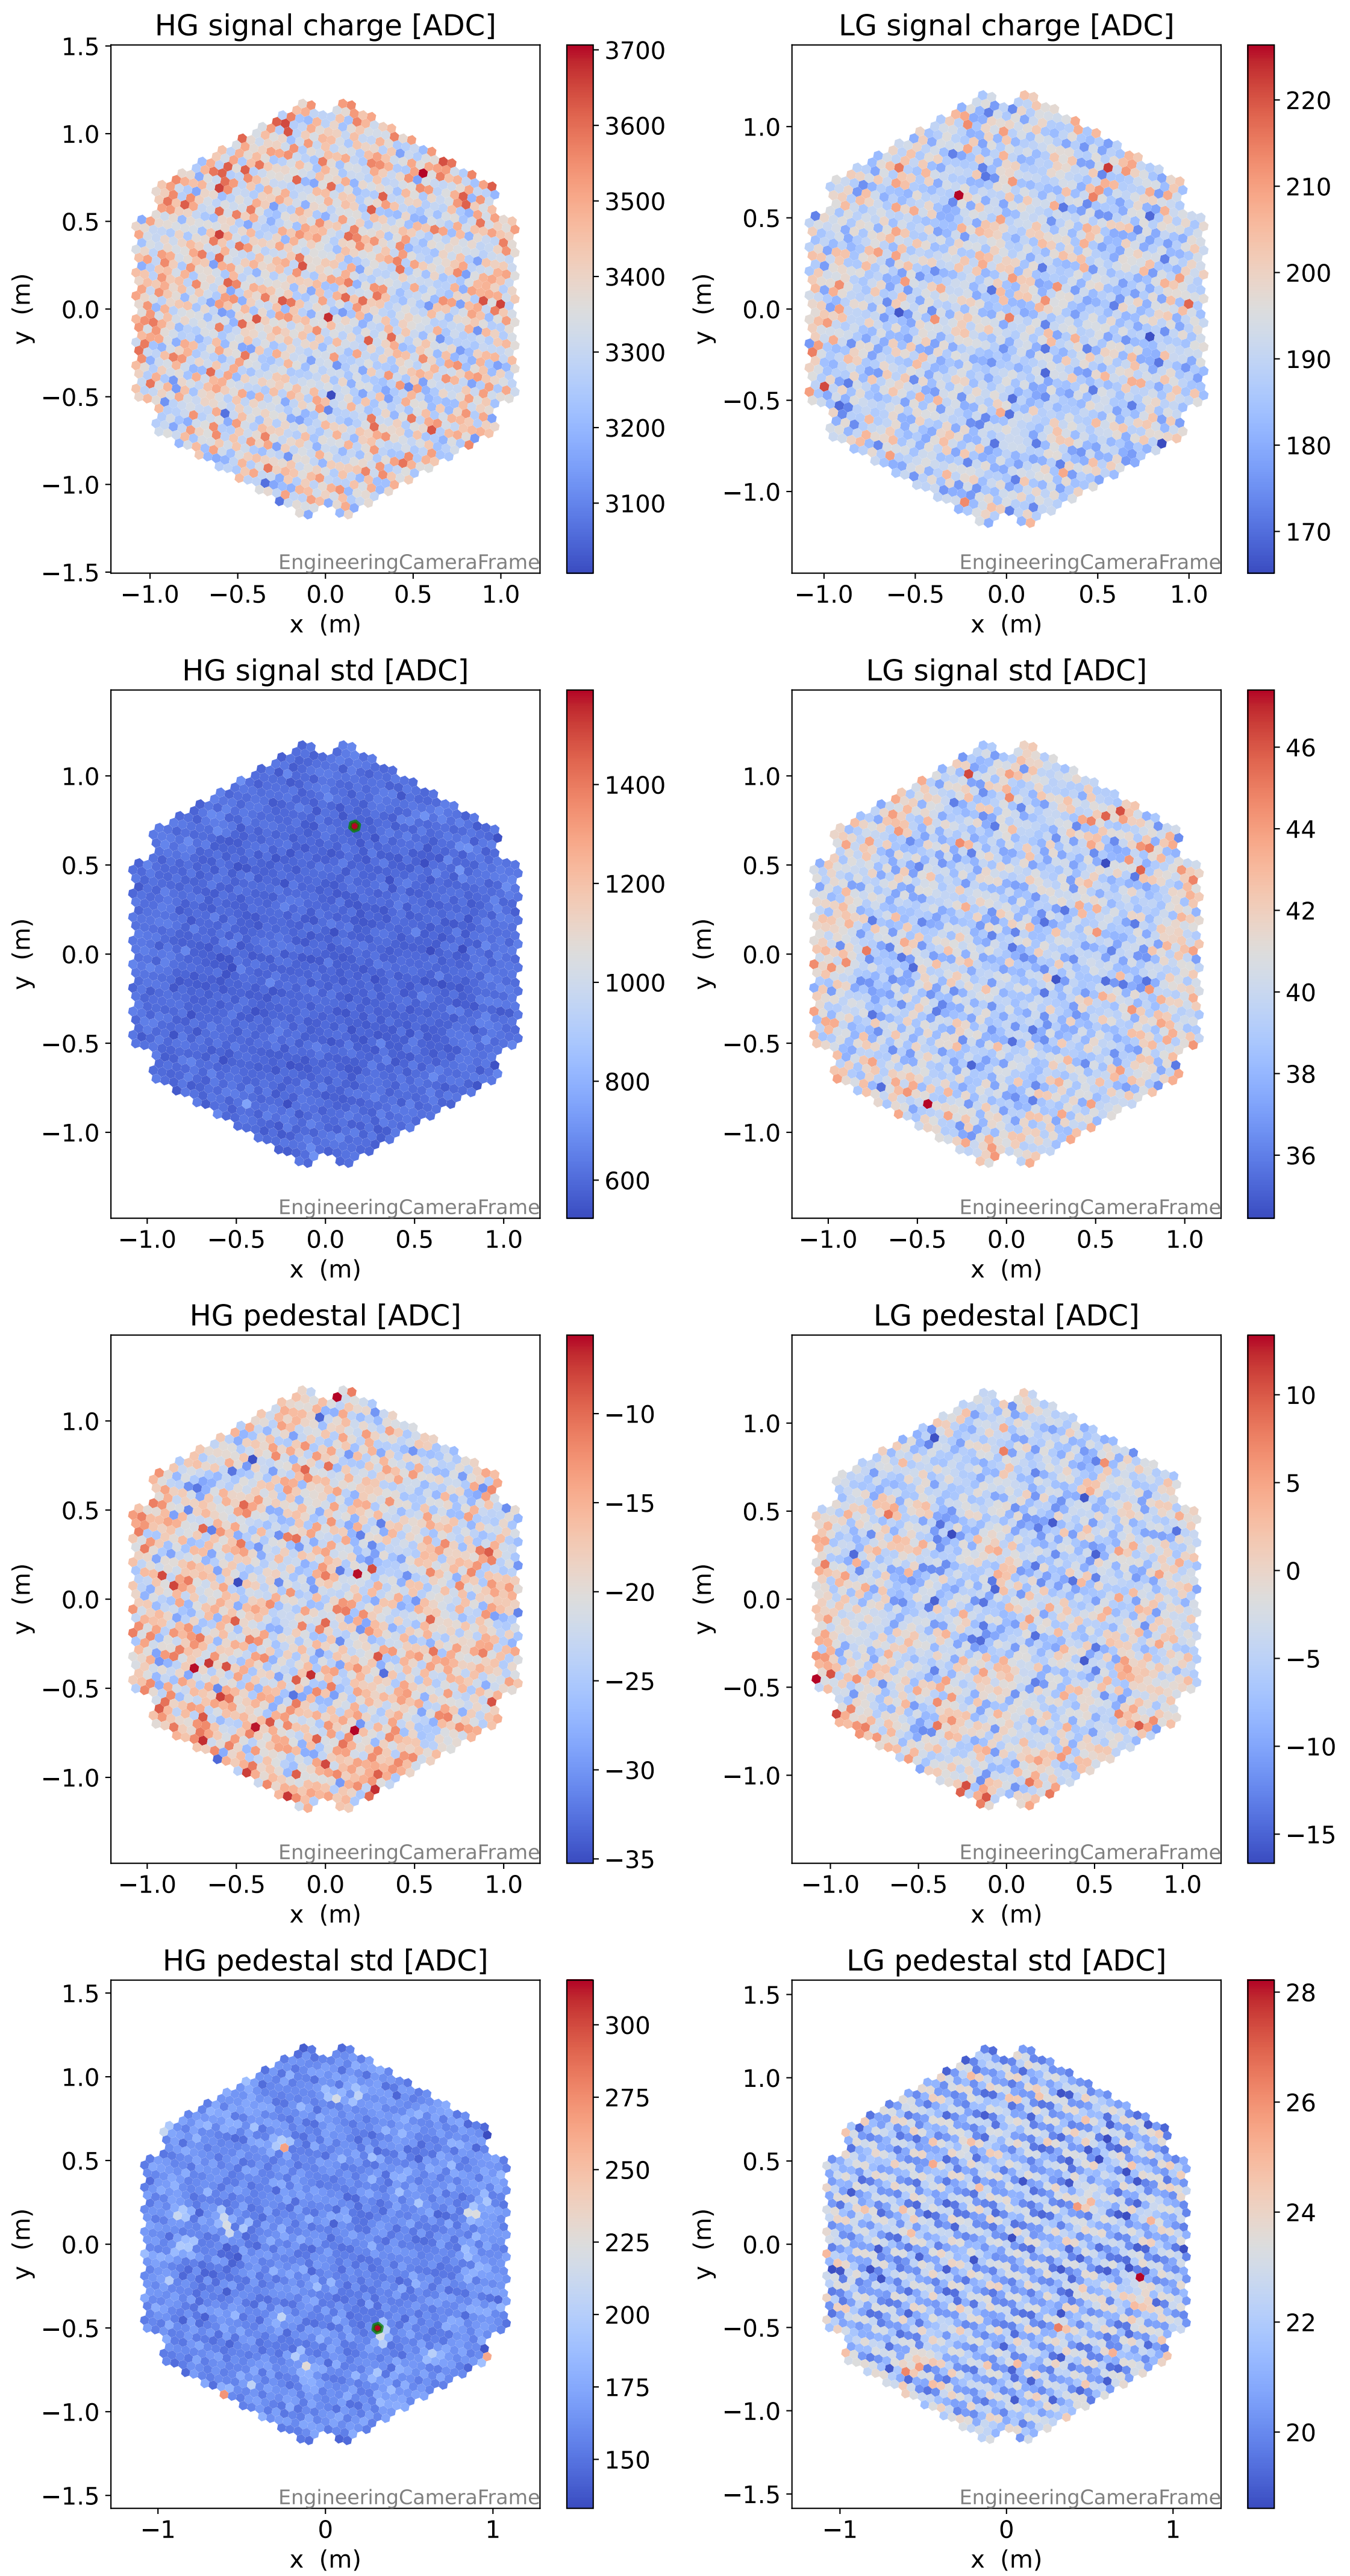 HG signal charge [ADC]
1.5
1.0
0.5
0.0
−0.5
−1.0
−1.5
y (m)
−1.0 −0.5 0.0 0.5 1.0
x (m)
EngineeringCameraFrame
3700
3600
3500
3400
3300
3200
3100
LG signal charge [ADC]
1.0
0.5
0.0
−0.5
−1.0
y (m)
−1.0 −0.5 0.0 0.5 1.0
x (m)
EngineeringCameraFrame
220
210
200
190
180
170
HG signal std [ADC]
1.0
0.5
0.0
−0.5
−1.0
y (m)
−1.0 −0.5 0.0 0.5 1.0
x (m)
EngineeringCameraFrame
1400
1200
1000
800
600
LG signal std [ADC]
1.0
0.5
0.0
−0.5
−1.0
y (m)
−1.0 −0.5 0.0 0.5 1.0
x (m)
EngineeringCameraFrame
46
44
42
40
38
36
HG pedestal [ADC]
1.0
0.5
0.0
−0.5
−1.0
y (m)
−1.0 −0.5 0.0 0.5 1.0
x (m)
EngineeringCameraFrame
−10
−15
−20
−25
−30
−35
LG pedestal [ADC]
1.0
0.5
0.0
−0.5
−1.0
y (m)
−1.0 −0.5 0.0 0.5 1.0
x (m)
EngineeringCameraFrame
10
5
0
−5
−10
−15
HG pedestal std [ADC]
1.5
1.0
0.5
0.0
−0.5
−1.0
−1.5
y (m)
−1 0 1
x (m)
EngineeringCameraFrame
300
275
250
225
200
175
150
LG pedestal std [ADC]
1.5
1.0
0.5
0.0
−0.5
−1.0
−1.5
y (m)
−1 0 1
x (m)
EngineeringCameraFrame
28
26
24
22
20